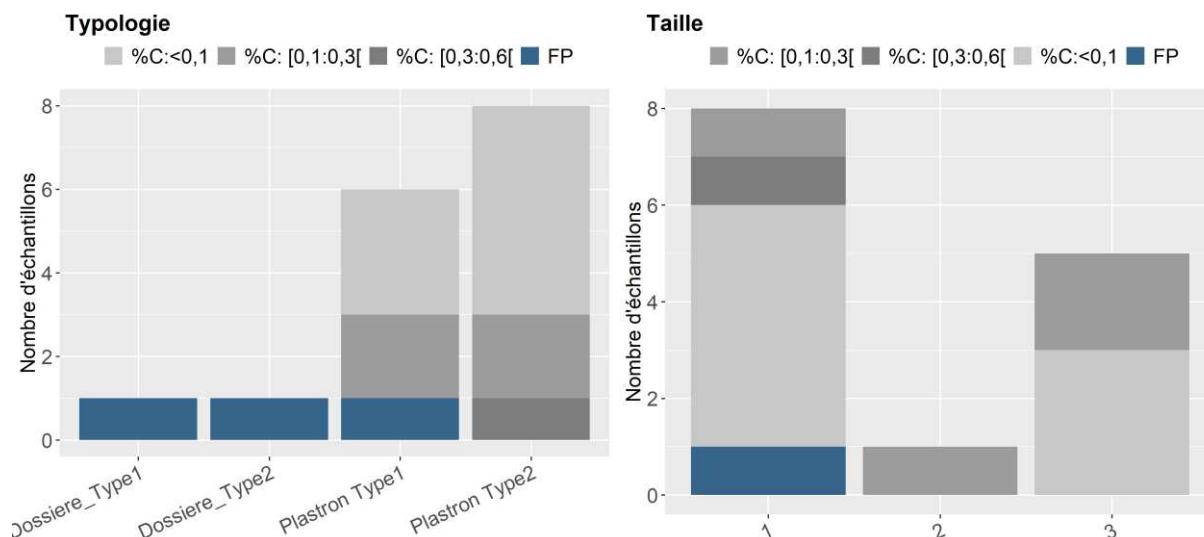 Typologie
%C:<0,1 %C: [0,1:0,3[ %C: [0,3:0,6[ FP
Nombre d'échantillons
8
6
4
2
0
Dossiere_Type1 Dossiere_Type2 Plastron Type1 Plastron Type2
Taille
%C: [0,1:0,3[ %C: [0,3:0,6[ %C:<0,1 FP
Nombre d'échantillons
8
6
4
2
0
1 2 3